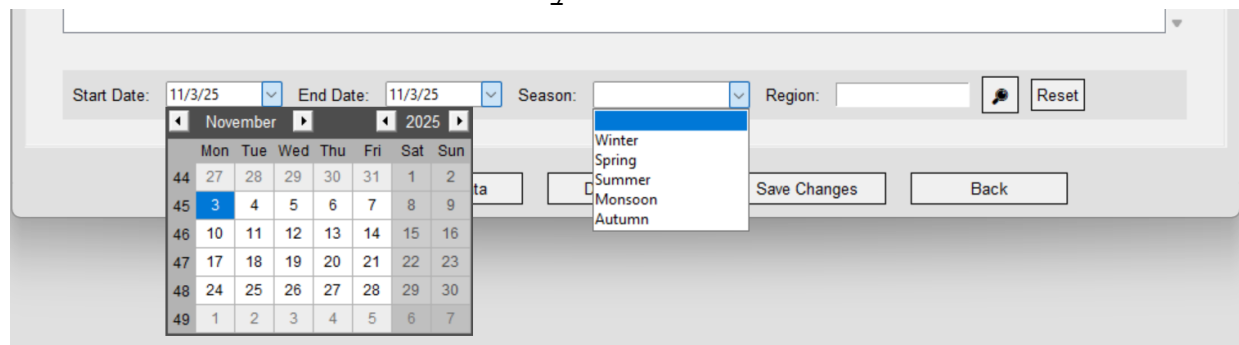 Start Date: 11/3/25 End Date: 11/3/25 Season: Region: Reset
November 2025
Mon Tue Wed Thu Fri Sat Sun
44 27 28 29 30 31 1 2
45 3 4 5 6 7 8 9
46 10 11 12 13 14 15 16
47 17 18 19 20 21 22 23
48 24 25 26 27 28 29 30
49 1 2 3 4 5 6 7
Winter
Spring
Summer
Monsoon
Autumn
ta D Save Changes Back